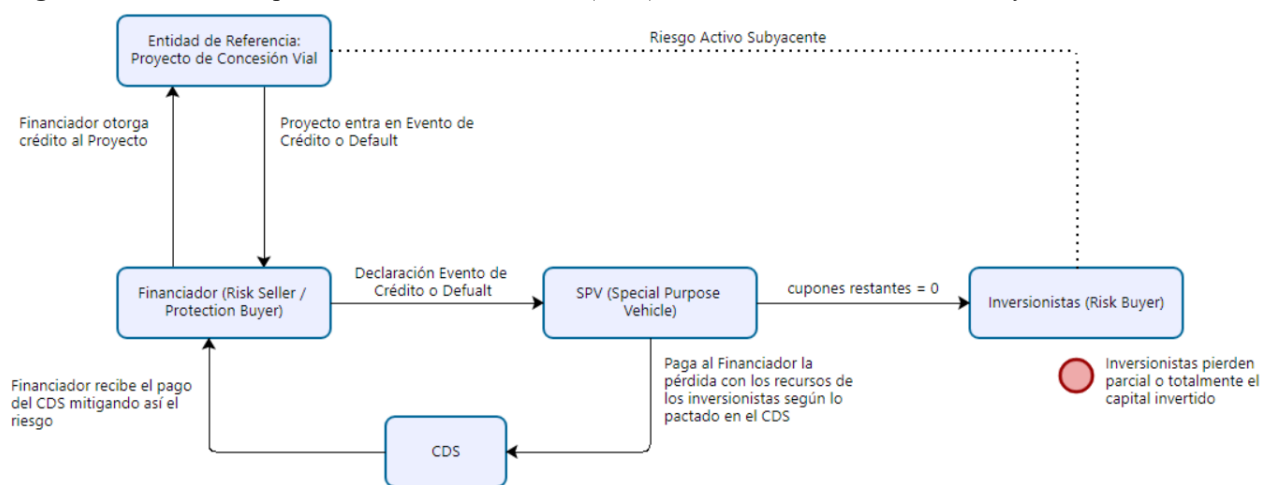 Entidad de Referencia:
Proyecto de Concesión Vial
Riesgo Activo Subyacente
Financiador otorga
crédito al Proyecto
Proyecto entra en Evento de
Crédito o Default
Financiador (Risk Seller /
Protection Buyer)
Declaración Evento de
Crédito o Defualt
SPV (Special Purpose
Vehicle)
cupones restantes = 0
Inversionistas (Risk Buyer)
Financiador recibe el pago
del CDS mitigando así el
riesgo
Paga al Financiador la
pérdida con los recursos de
los inversionistas según lo
pactado en el CDS
Inversionistas pierden
parcial o totalmente el
capital invertido
CDS